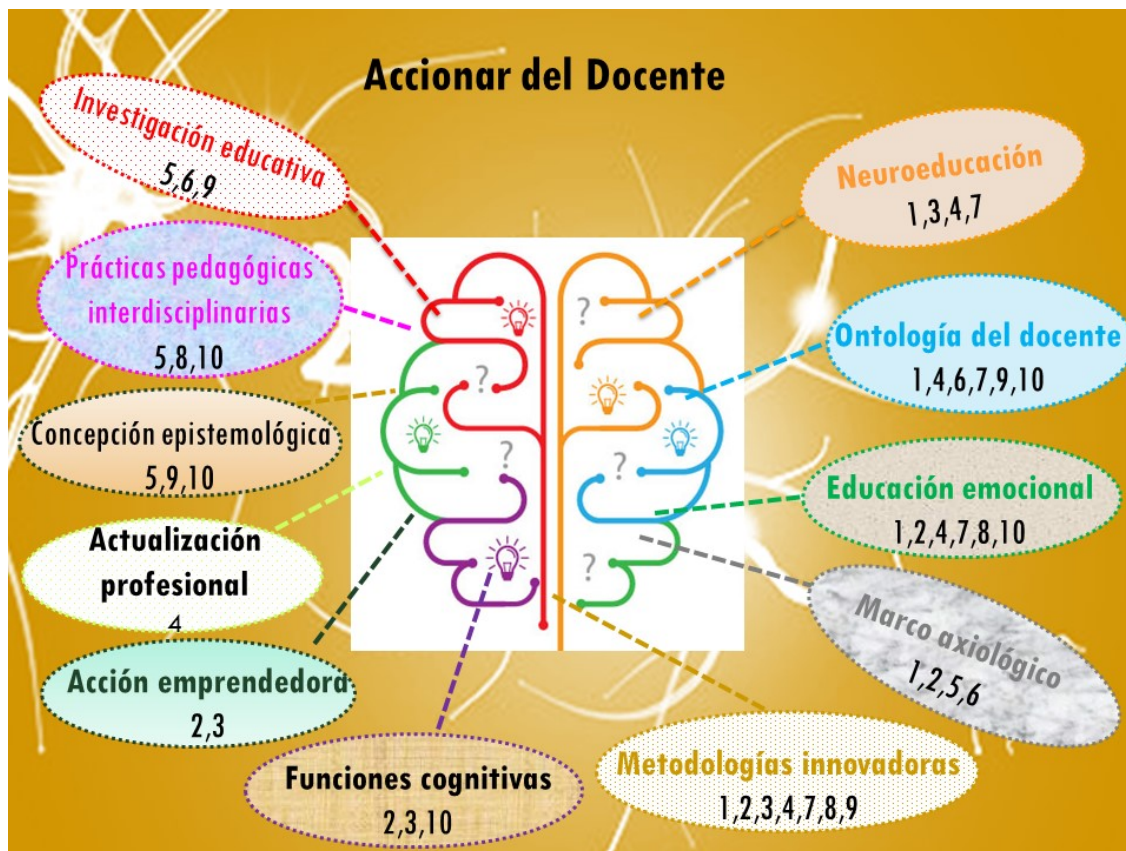 Accionar del Docente
Investigación educativa
5,6,9
Prácticas pedagógicas
interdisciplinarias
5,8,10
Concepción epistemológica
5,9,10
Actualización
profesional
4
Acción emprendedora
2,3
Funciones cognitivas
2,3,10
Neuroeducación
1,3,4,7
Ontología del docente
1,4,6,7,9,10
Educación emocional
1,2,4,7,8,10
Marco axiológico
1,2,5,6
Metodologías innovadoras
1,2,3,4,7,8,9
?
?
?
?
?